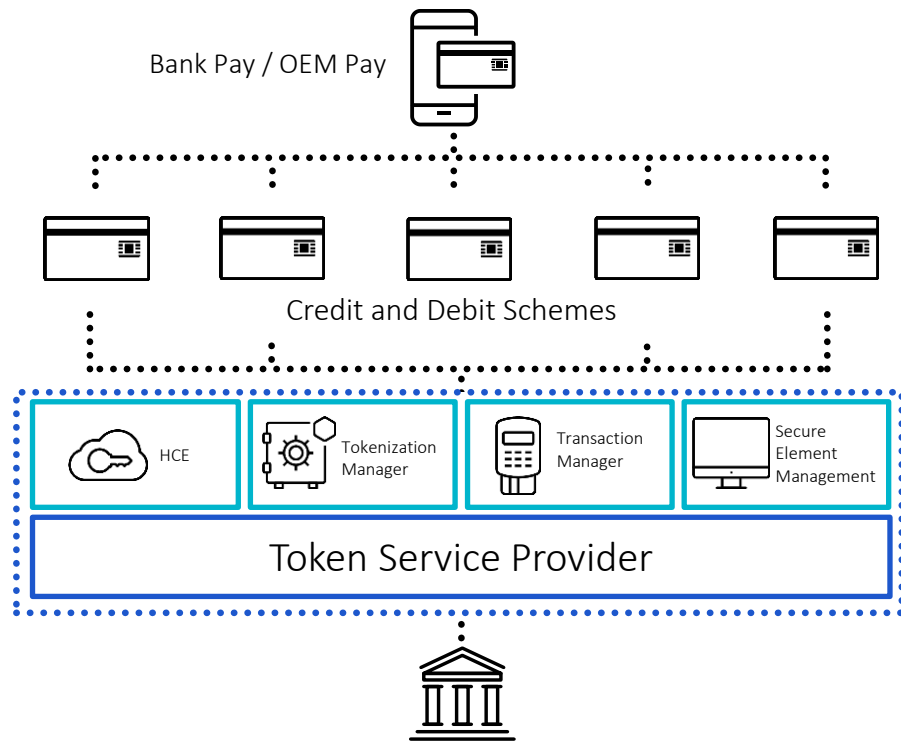 Bank Pay / OEM Pay
Credit and Debit Schemes
HCE
Tokenization
Manager
Transaction
Manager
Secure
Element
Management
Token Service Provider